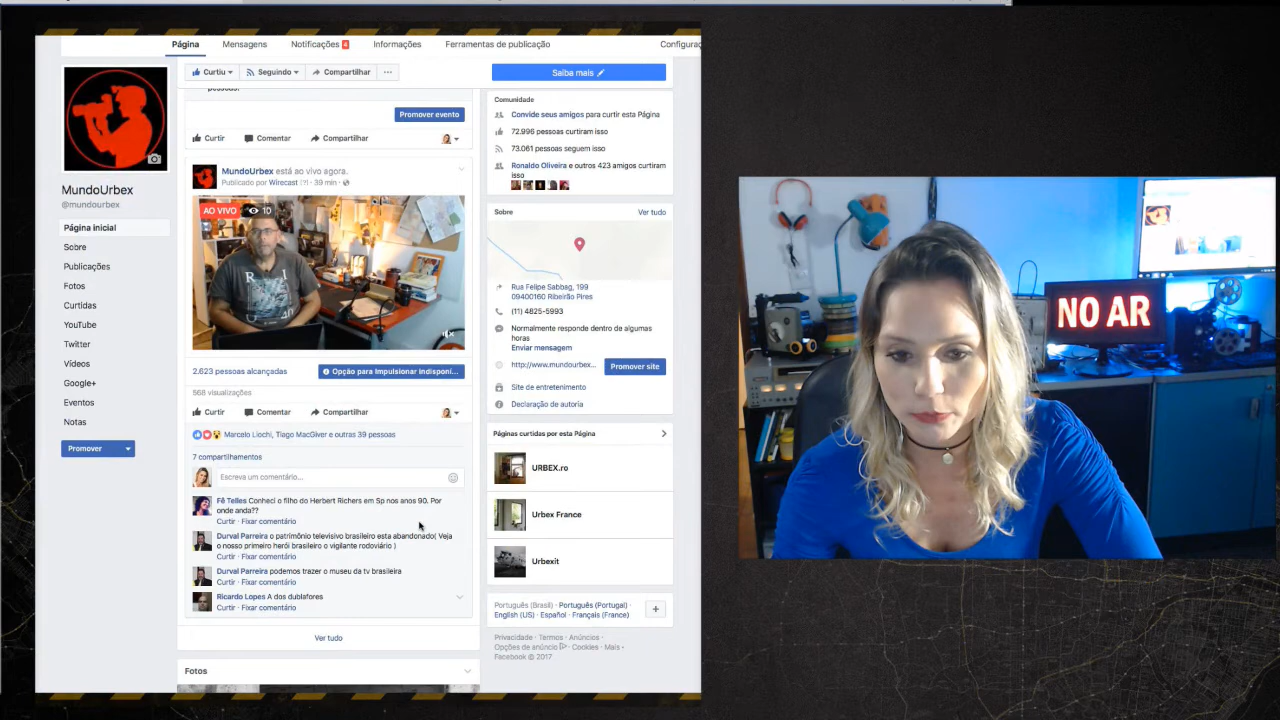 Página Mensagens Notificações 4 Informações Ferramentas de publicação Configuraç
Curtiu Seguindo Compartilhar ... Saiba mais
pessoas.
Promover evento
Curtir Comentar Compartilhar
MundoUrbex
@mundourbex
Página inicial
Sobre
Publicações
Fotos
Curtidas
YouTube
Twitter
Vídeos
Google+
Eventos
Notas
Promover
MundoUrbex está ao vivo agora.
Publicado por Wirecast [?] · 39 min ·
AO VIVO 10
2.623 pessoas alcançadas
Opção para Impulsionar indisponí...
568 visualizações
Curtir Comentar Compartilhar
Marcelo Liochi, Tiago MacGiver e outras 39 pessoas
7 compartilhamentos
Escreva um comentário...
Fê Telles Conheci o filho do Herbert Richers em Sp nos anos 90. Por
onde anda??
Curtir · Fixar comentário
Durval Parreira o patrimônio televisivo brasileiro esta abandonado( Veja
o nosso primeiro herói brasileiro o vigilante rodoviário )
Curtir · Fixar comentário
Durval Parreira podemos trazer o museu da tv brasileira
Curtir · Fixar comentário
Ricardo Lopes A dos dublafores
Curtir · Fixar comentário
Ver tudo
Fotos
Comunidade
Convide seus amigos para curtir esta Página
72.996 pessoas curtiram isso
73.061 pessoas seguem isso
Ronaldo Oliveira e outros 423 amigos curtiram
isso
Sobre Ver tudo
Rua Felipe Sabbag, 199
09400160 Ribeirão Pires
(11) 4825-5993
Normalmente responde dentro de algumas
horas
Enviar mensagem
http://www.mundourbex... Promover site
Site de entretenimento
Declaração de autoria
Páginas curtidas por esta Página
URBEX.ro
Urbex France
Urbexit
Português (Brasil) · Português (Portugal) ·
English (US) · Español · Français (France)
+
Privacidade · Termos · Anúncios ·
Opções de anúncio · Cookies · Mais
Facebook © 2017
NO AR